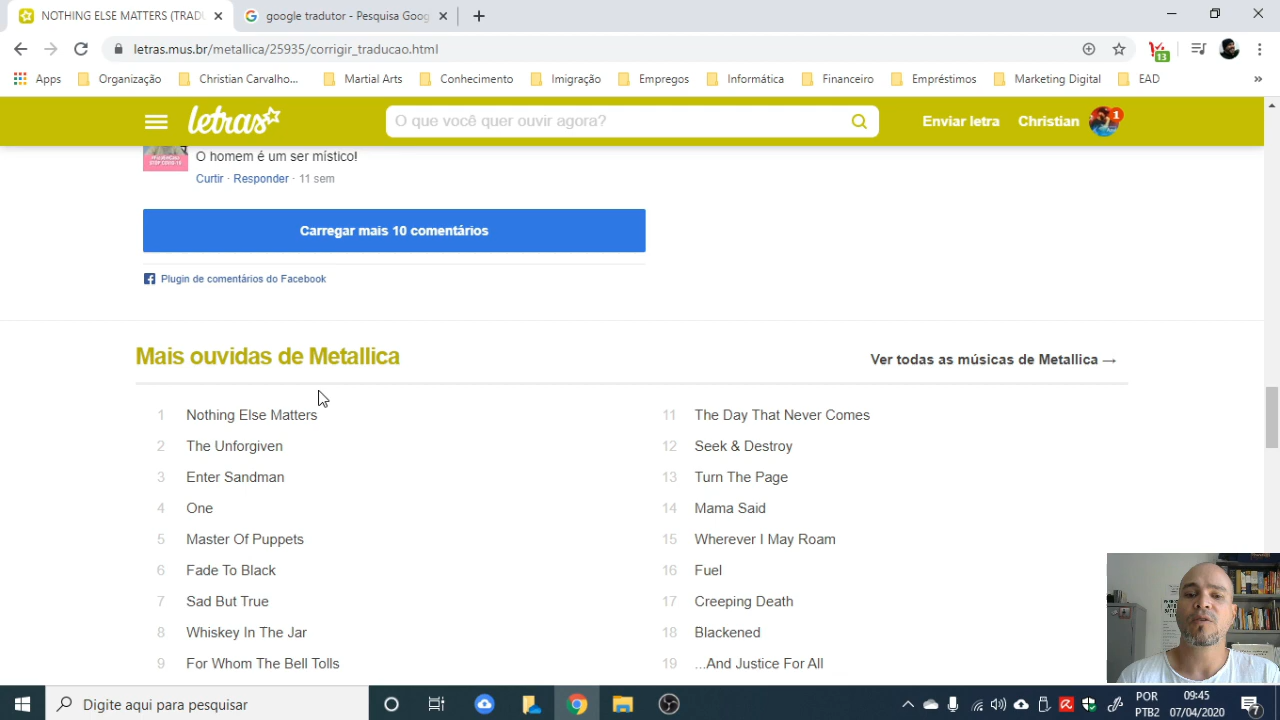 NOTHING ELSE MATTERS (TRADU
google tradutor - Pesquisa Goog
letras.mus.br/metallica/25935/corrigir_traducao.html
13
Apps
Organização
Christian Carvalho...
Martial Arts
Conhecimento
Imigração
Empregos
Informática
Financeiro
Empréstimos
Marketing Digital
EAD
»
letras
O que você quer ouvir agora?
Enviar letra
Christian
1
O homem é um ser místico!
Curtir · Responder · 11 sem
Carregar mais 10 comentários
Plugin de comentários do Facebook
Mais ouvidas de Metallica
Ver todas as músicas de Metallica →
1 Nothing Else Matters
2 The Unforgiven
3 Enter Sandman
4 One
5 Master Of Puppets
6 Fade To Black
7 Sad But True
8 Whiskey In The Jar
9 For Whom The Bell Tolls
11 The Day That Never Comes
12 Seek & Destroy
13 Turn The Page
14 Mama Said
15 Wherever I May Roam
16 Fuel
17 Creeping Death
18 Blackened
19 ...And Justice For All
Digite aqui para pesquisar
POR
PTB2
09:45
07/04/2020
7